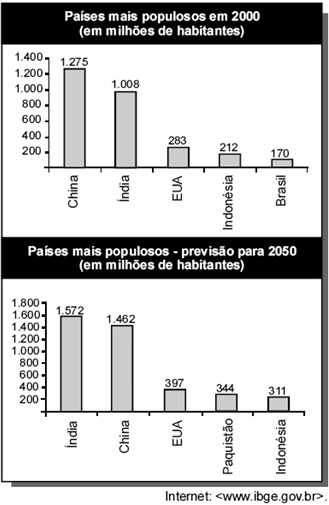 Países mais populosos em 2000
(em milhões de habitantes)
1.400
1.200
1.000
800
600
400
200
1.275
1.008
283
212
170
China
Índia
EUA
Indonésia
Brasil
Países mais populosos - previsão para 2050
(em milhões de habitantes)
1.800
1.600
1.400
1.200
1.000
800
600
400
200
1.572
1.462
397
344
311
Índia
China
EUA
Paquistão
Indonésia
Internet: <www.ibge.gov.br>.